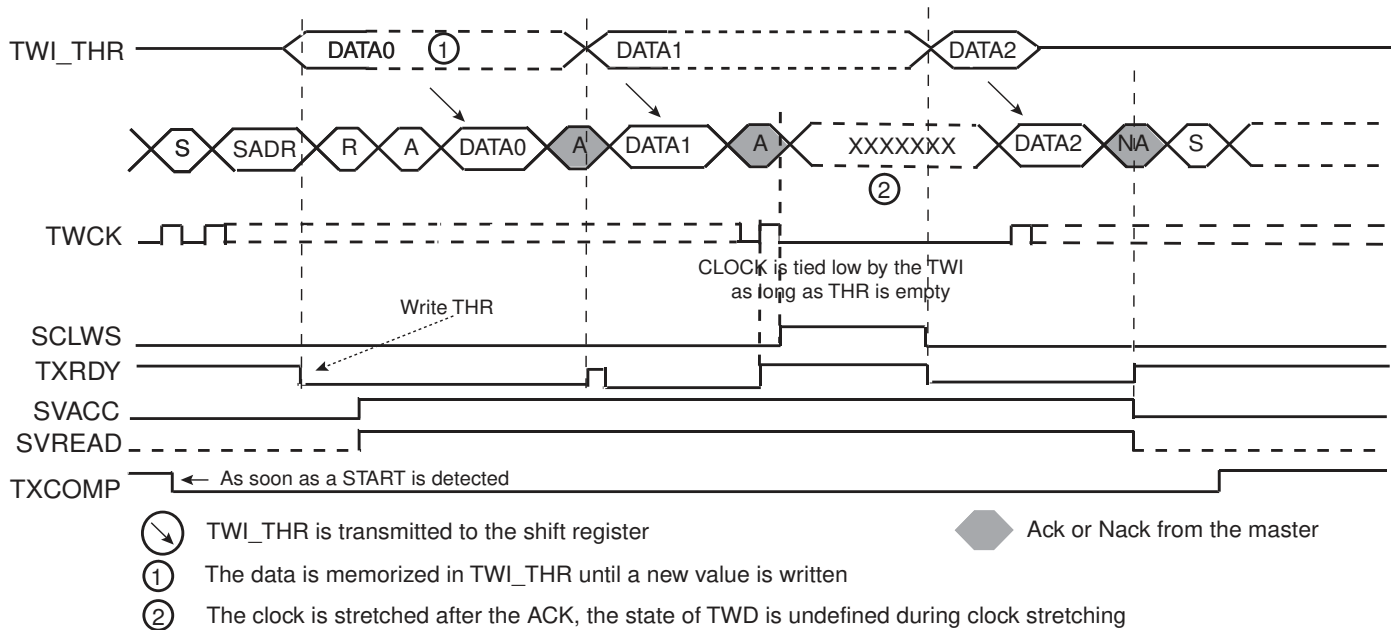 TWI_THR DATA0 1 DATA1 DATA2
S SADR R A DATA0 A DATA1 A XXXXXXX DATA2 NA S
2
TWCK
CLOCK is tied low by the TWI
as long as THR is empty
Write THR
SCLWS
TXRDY
SVACC
SVREAD
TXCOMP As soon as a START is detected
TWI_THR is transmitted to the shift register Ack or Nack from the master
1 The data is memorized in TWI_THR until a new value is written
2 The clock is stretched after the ACK, the state of TWD is undefined during clock stretching